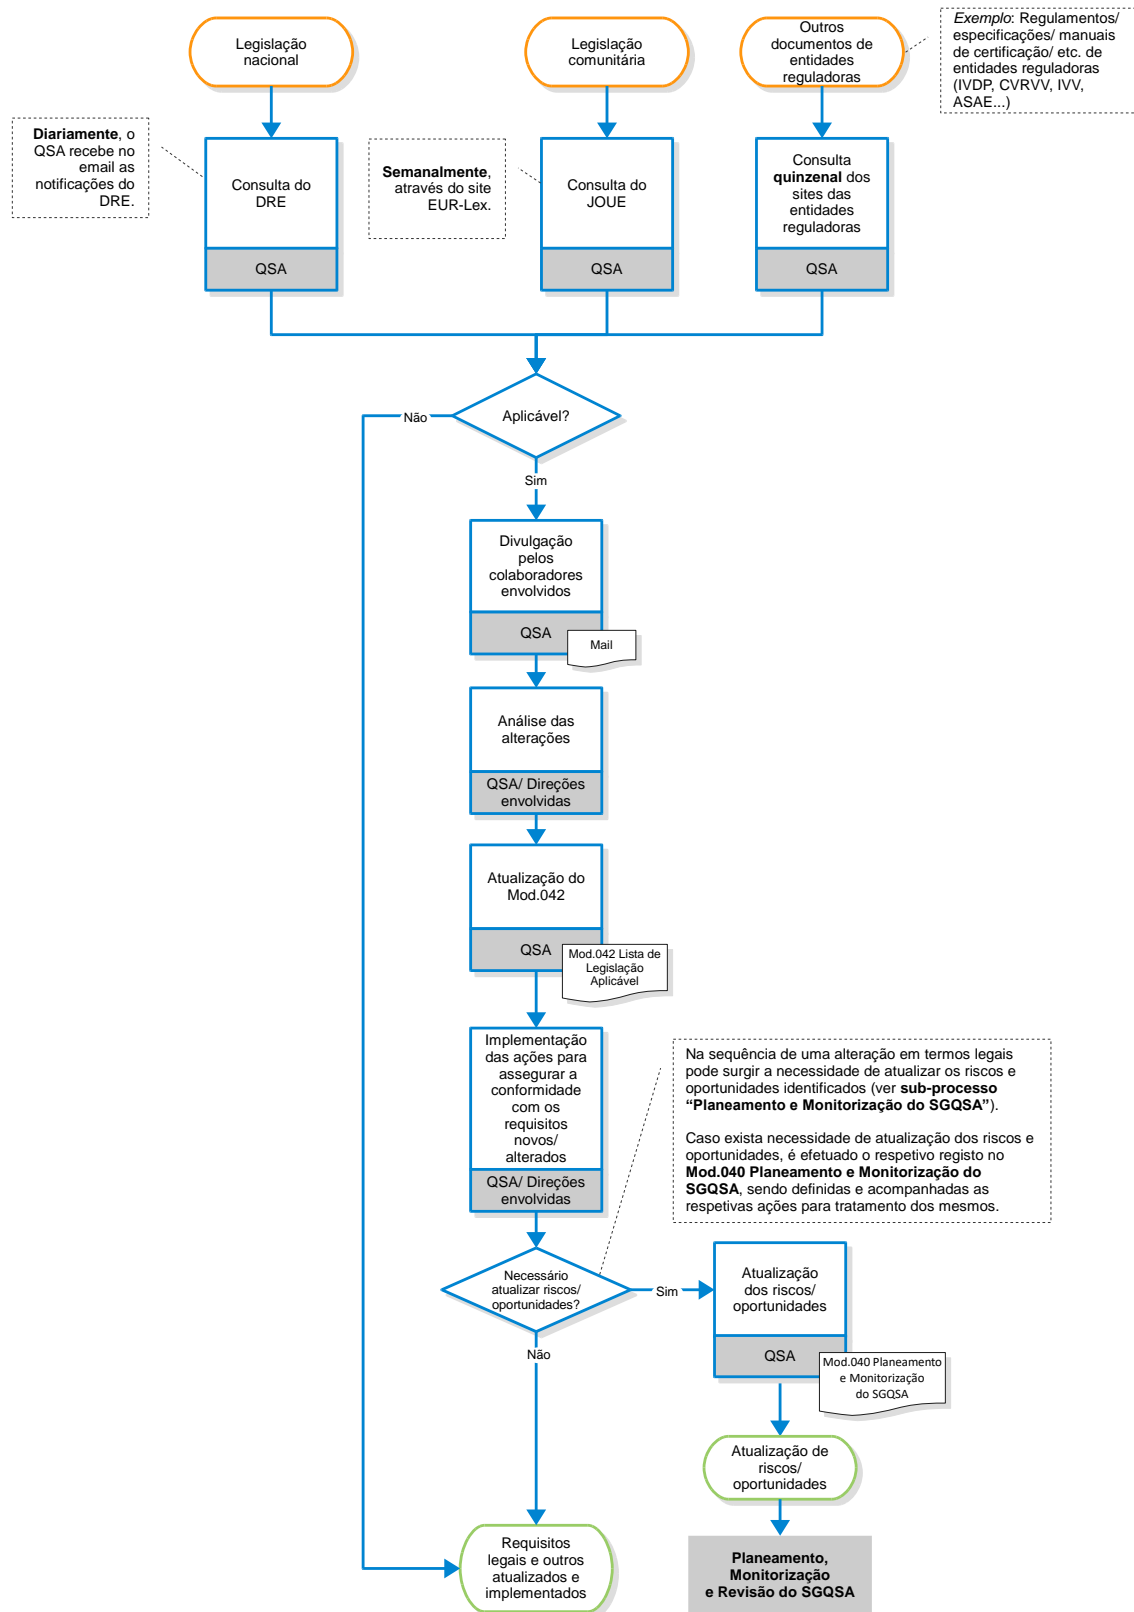 Legislação
nacional
Legislação
comunitária
Outros
documentos de
entidades
reguladoras
Exemplo: Regulamentos/
especificações/ manuais
de certificação/ etc. de
entidades reguladoras
(IVDP, CVRVV, IVV,
ASAE...)
Diariamente, o
QSA recebe no
email as
notificações do
DRE.
Consulta do
DRE
QSA
Semanalmente,
através do site
EUR-Lex.
Consulta do
JOUE
QSA
Consulta
quinzenal dos
sites das
entidades
reguladoras
QSA
Aplicável?
Não
Sim
Divulgação
pelos
colaboradores
envolvidos
QSA
Mail
Análise das
alterações
QSA/ Direções
envolvidas
Atualização do
Mod.042
QSA
Mod.042 Lista de
Legislação
Aplicável
Implementação
das ações para
assegurar a
conformidade
com os
requisitos
novos/
alterados
QSA/ Direções
envolvidas
Na sequência de uma alteração em termos legais
pode surgir a necessidade de atualizar os riscos e
oportunidades identificados (ver sub-processo
“Planeamento e Monitorização do SGQSA”).
Caso exista necessidade de atualização dos riscos e
oportunidades, é efetuado o respetivo registo no
Mod.040 Planeamento e Monitorização do
SGQSA, sendo definidas e acompanhadas as
respetivas ações para tratamento dos mesmos.
Necessário
atualizar riscos/
oportunidades?
Sim
Não
Atualização
dos riscos/
oportunidades
QSA
Mod.040 Planeamento
e Monitorização
do SGQSA
Atualização de
riscos/
oportunidades
Requisitos
legais e outros
atualizados e
implementados
Planeamento,
Monitorização
e Revisão do SGQSA